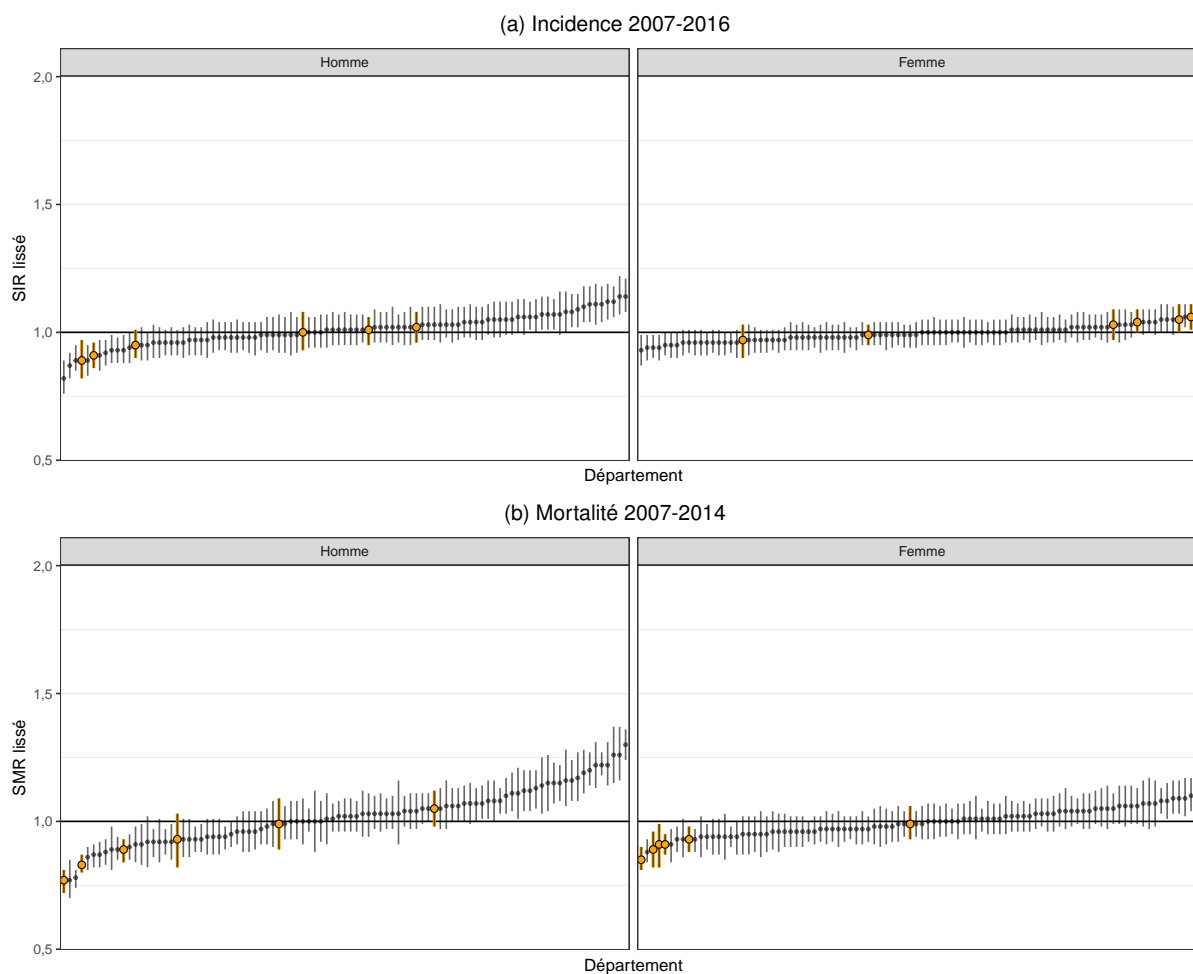 (a) Incidence 2007-2016
Homme
Femme
2,0
1,5
1,0
0,5
SIR lissé
Département
(b) Mortalité 2007-2014
Homme
Femme
2,0
1,5
1,0
0,5
SMR lissé
Département